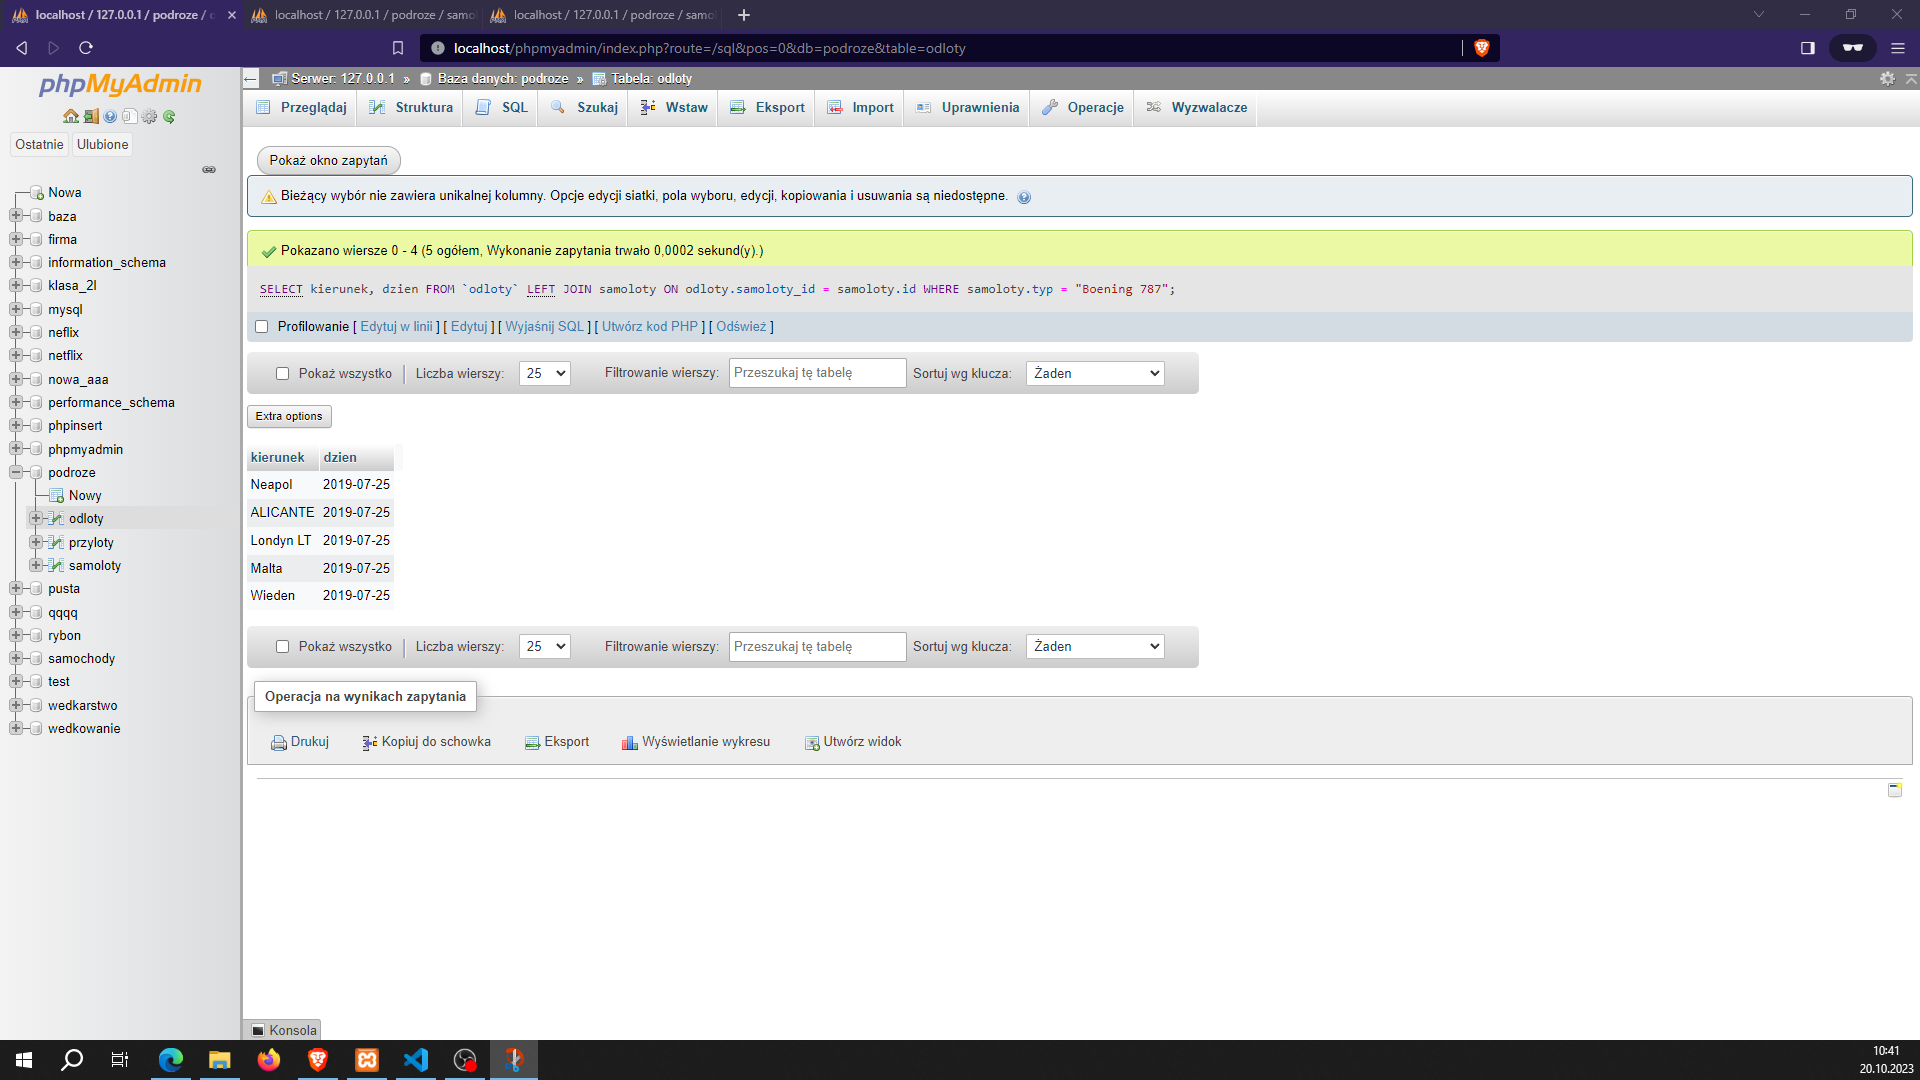 localhost / 127.0.0.1 / podroze / o
localhost / 127.0.0.1 / podroze / samo
localhost / 127.0.0.1 / podroze / samo
localhost/phpmyadmin/index.php?route=/sql&pos=0&db=podroze&table=odloty
phpMyAdmin
Ostatnie
Ulubione
Nowa
baza
firma
information_schema
klasa_2l
mysql
neflix
netflix
nowa_aaa
performance_schema
phpinsert
phpmyadmin
podroze
Nowy
odloty
przyloty
samoloty
pusta
qqqq
rybon
samochody
test
wedkarstwo
wedkowanie
Serwer: 127.0.0.1 » Baza danych: podroze » Tabela: odloty
Przeglądaj Struktura SQL Szukaj Wstaw Eksport Import Uprawnienia Operacje Wyzwalacze
Pokaż okno zapytań
Bieżący wybór nie zawiera unikalnej kolumny. Opcje edycji siatki, pola wyboru, edycji, kopiowania i usuwania są niedostępne.
Pokazano wiersze 0 - 4 (5 ogółem, Wykonanie zapytania trwało 0,0002 sekund(y).)
SELECT kierunek, dzien FROM `odloty` LEFT JOIN samoloty ON odloty.samoloty_id = samoloty.id WHERE samoloty.typ = "Boening 787";
Profilowanie [ Edytuj w linii ] [ Edytuj ] [ Wyjaśnij SQL ] [ Utwórz kod PHP ] [ Odśwież ]
Pokaż wszystko Liczba wierszy: 25 Filtrowanie wierszy: Przeszukaj tę tabelę Sortuj wg klucza: Żaden
Extra options
kierunek dzien
Neapol 2019-07-25
ALICANTE 2019-07-25
Londyn LT 2019-07-25
Malta 2019-07-25
Wieden 2019-07-25
Pokaż wszystko Liczba wierszy: 25 Filtrowanie wierszy: Przeszukaj tę tabelę Sortuj wg klucza: Żaden
Operacja na wynikach zapytania
Drukuj Kopiuj do schowka Eksport Wyświetlanie wykresu Utwórz widok
Konsola
10:41
20.10.2023